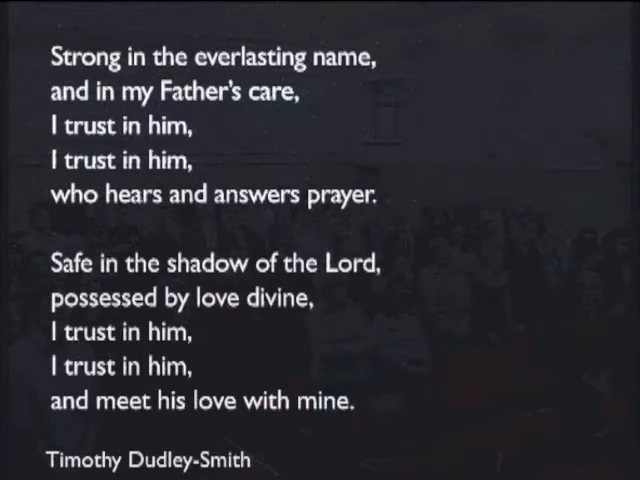 Strong in the everlasting name,
and in my Father's care,
I trust in him,
I trust in him,
who hears and answers prayer.
Safe in the shadow of the Lord,
possessed by love divine,
I trust in him,
I trust in him,
and meet his love with mine.
Timothy Dudley-Smith